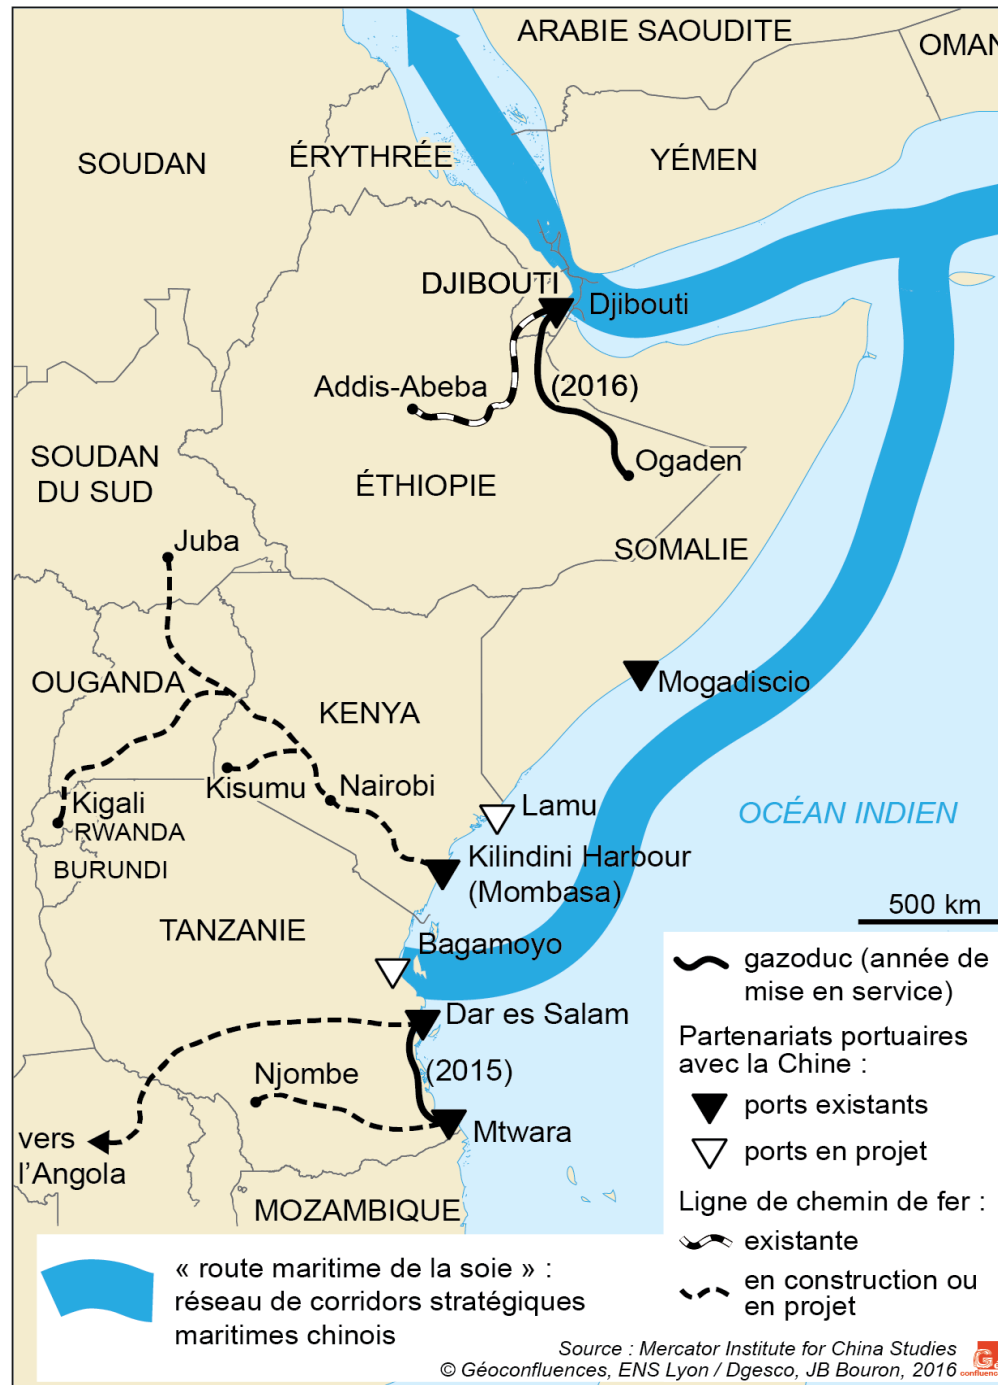 ARABIE SAOUDITE
OMAN
SOUDAN
ÉRYTHRÉE
YÉMEN
DJIBOUTI
Djibouti
Addis-Abeba
(2016)
Ogaden
SOUDAN
DU SUD
ÉTHIOPIE
Juba
SOMALIE
OUGANDA
KENYA
Mogadiscio
Kisumu
Nairobi
Kigali
RWANDA
BURUNDI
Lamu
OCÉAN INDIEN
Kilindini Harbour
(Mombasa)
TANZANIE
Bagamoyo
500 km
Dar es Salam
(2015)
Njombe
Mtwara
vers
l'Angola
MOZAMBIQUE
gazoduc (année de
mise en service)
Partenariats portuaires
avec la Chine :
ports existants
ports en projet
Ligne de chemin de fer :
existante
en construction ou
en projet
« route maritime de la soie » :
réseau de corridors stratégiques
maritimes chinois
Source : Mercator Institute for China Studies
© Géoconfluences, ENS Lyon / Dgesco, JB Bouron, 2016